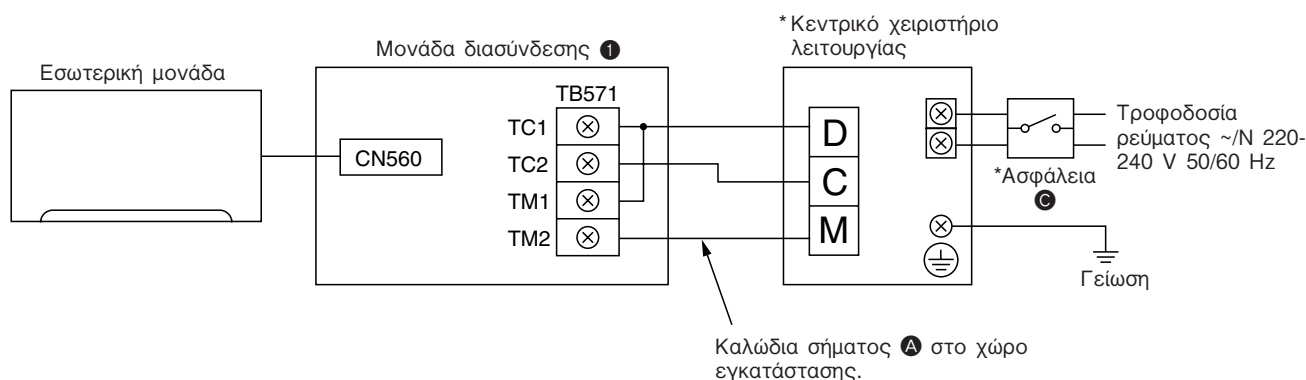 *Κεντρικό χειριστήριο
λειτουργίας
Μονάδα διασύνδεσης ❶
Εσωτερική μονάδα
TB571
TC1
TC2
TM1
TM2
CN560
D
C
M
Τροφοδοσία
ρεύματος ~/N 220-
240 V 50/60 Hz
*Ασφάλεια
C
Γείωση
Καλώδια σήματος A στο χώρο
εγκατάστασης.